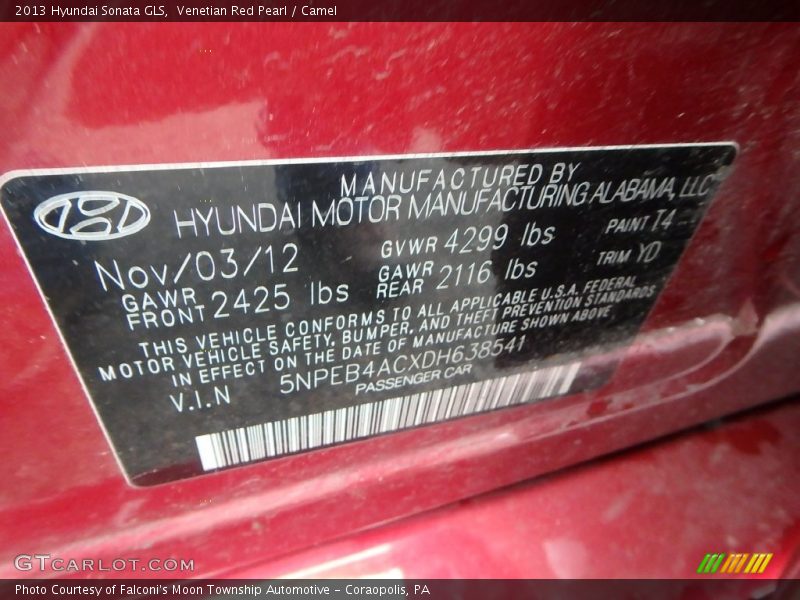 2013 Hyundai Sonata GLS, Venetian Red Pearl / Camel
MANUFACTURED BY
HYUNDAI MOTOR MANUFACTURING ALABAMA, LLC
Nov/03/12 GVWR 4299 lbs PAINT T4
GAWR FRONT 2425 lbs GAWR REAR 2116 lbs TRIM YD
THIS VEHICLE CONFORMS TO ALL APPLICABLE U.S.A. FEDERAL
MOTOR VEHICLE SAFETY, BUMPER, AND THEFT PREVENTION STANDARDS
IN EFFECT ON THE DATE OF MANUFACTURE SHOWN ABOVE
V.I.N 5NPEB4ACXDH638541
PASSENGER CAR
GTCARLOT.COM
Photo Courtesy of Falconi's Moon Township Automotive - Coraopolis, PA